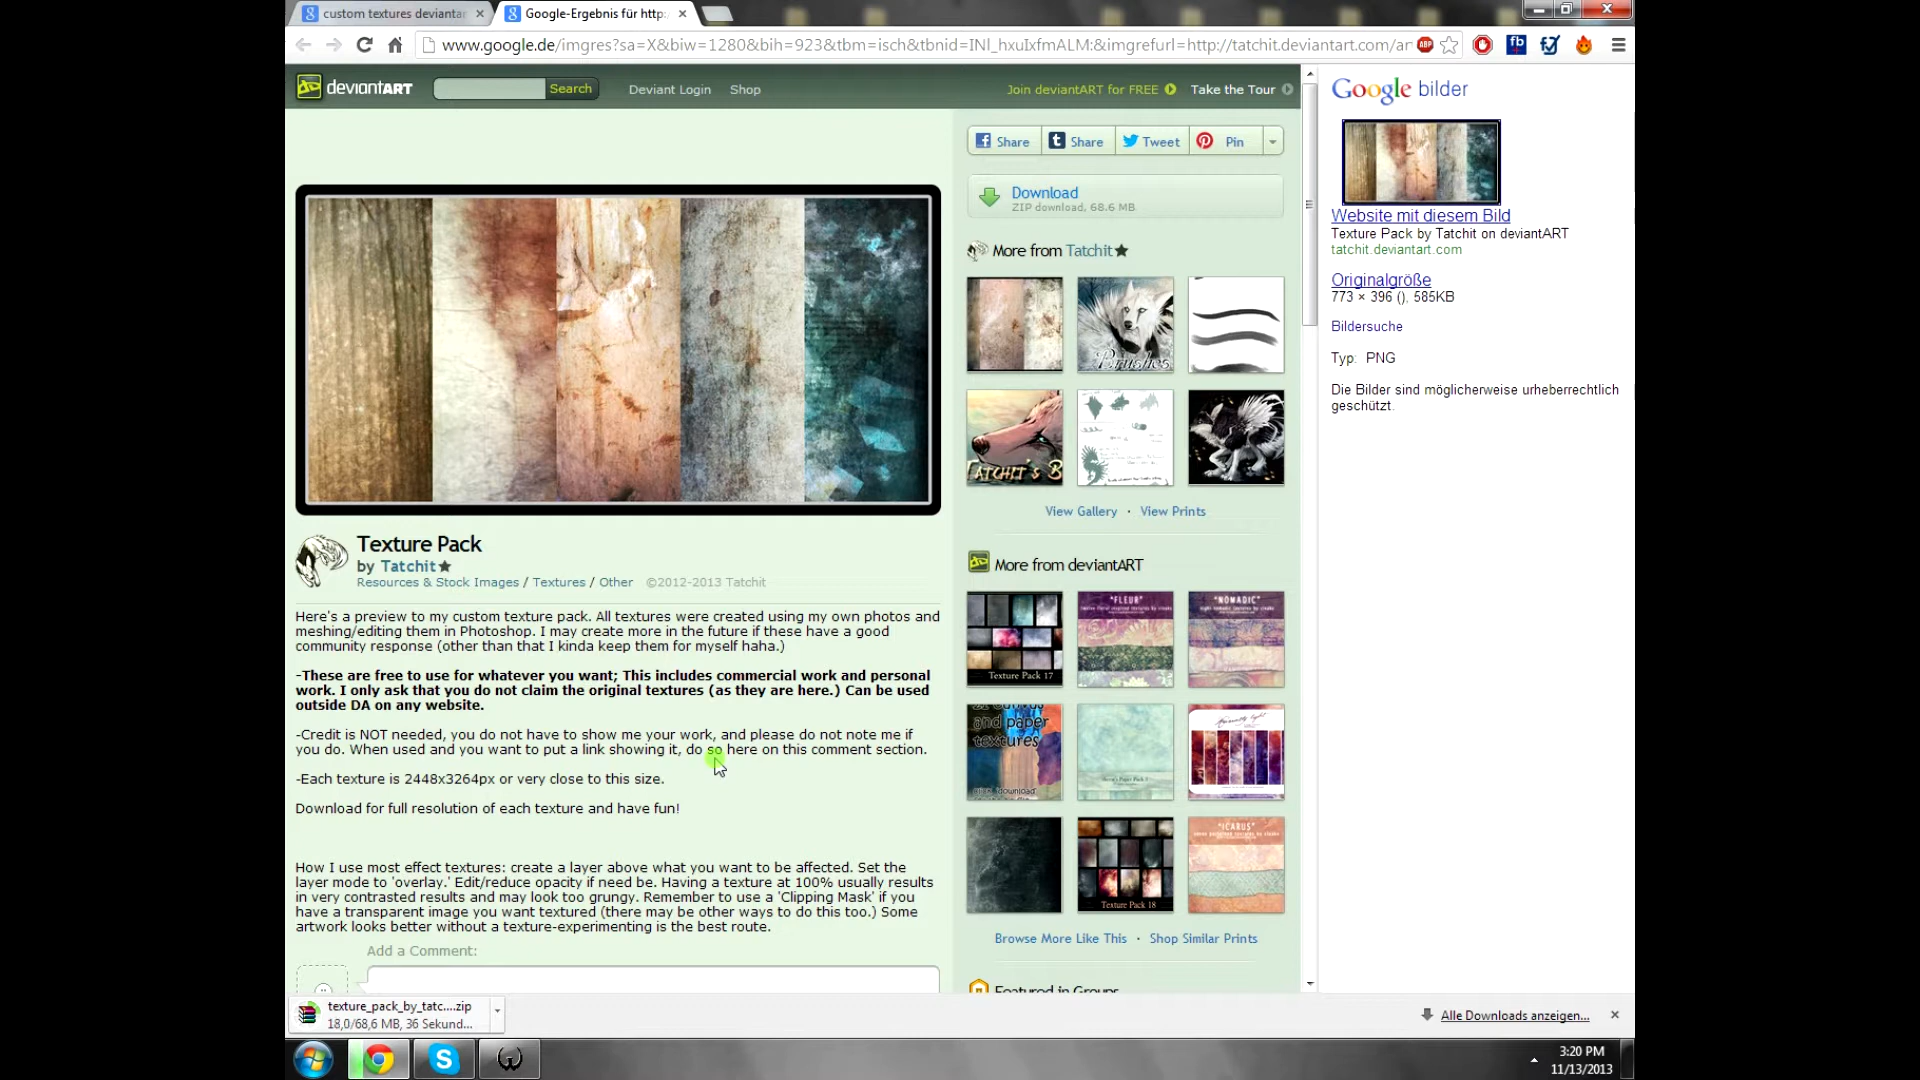 custom textures deviantar
Google-Ergebnis für http:
www.google.de/imgres?sa=X&biw=1280&bih=923&tbm=isch&tbnid=INl_hxuIxfmALM:&imgrefurl=http://tatchit.deviantart.com/ar
ABP
fb
deviantART
Search
Deviant Login
Shop
Join deviantART for FREE
Take the Tour
Share
Share
Tweet
Pin
Download
ZIP download, 68.6 MB
More from Tatchit★
Brushes
TATCHIT'S B
View Gallery · View Prints
Texture Pack
by Tatchit★
Resources & Stock Images / Textures / Other ©2012-2013 Tatchit
Here's a preview to my custom texture pack. All textures were created using my own photos and
meshing/editing them in Photoshop. I may create more in the future if these have a good
community response (other than that I kinda keep them for myself haha.)
-These are free to use for whatever you want; This includes commercial work and personal
work. I only ask that you do not claim the original textures (as they are here.) Can be used
outside DA on any website.
-Credit is NOT needed, you do not have to show me your work, and please do not note me if
you do. When used and you want to put a link showing it, do so here on this comment section.
-Each texture is 2448x3264px or very close to this size.
Download for full resolution of each texture and have fun!
How I use most effect textures: create a layer above what you want to be affected. Set the
layer mode to 'overlay.' Edit/reduce opacity if need be. Having a texture at 100% usually results
in very contrasted results and may look too grungy. Remember to use a 'Clipping Mask' if you
have a transparent image you want textured (there may be other ways to do this too.) Some
artwork looks better without a texture-experimenting is the best route.
Add a Comment:
More from deviantART
Texture Pack 17
"FLEUR"
"NOMADIC"
and paper
textures
Texture Pack 18
"ICARUS"
Browse More Like This · Shop Similar Prints
Featured in Groups
Google bilder
Website mit diesem Bild
Texture Pack by Tatchit on deviantART
tatchit.deviantart.com
Originalgröße
773 × 396 (), 585KB
Bildersuche
Typ: PNG
Die Bilder sind möglicherweise urheberrechtlich
geschützt.
texture_pack_by_tatc....zip
18,0/68,6 MB, 36 Sekund...
Alle Downloads anzeigen...
3:20 PM
11/13/2013